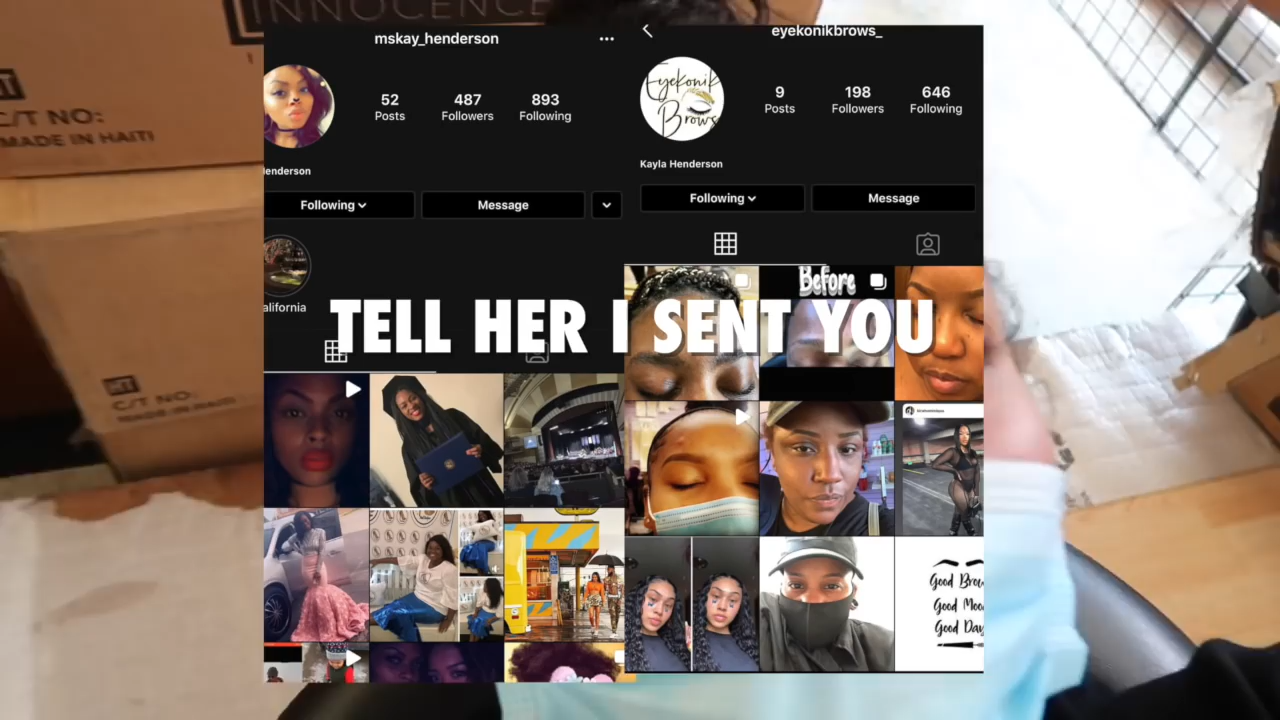 INNOCENCE
C/T NO:
MADE IN HAITI
C/T NO:
MADE IN HAITI
mskay_henderson
52
487
893
Posts
Followers
Following
enderson
Following
Message
alifornia
eyekonikbrows_
Eyekonik
Brows
9
198
646
Posts
Followers
Following
Kayla Henderson
Following
Message
Before
TELL HER I SENT YOU
Good Brow
Good Moo
Good Day